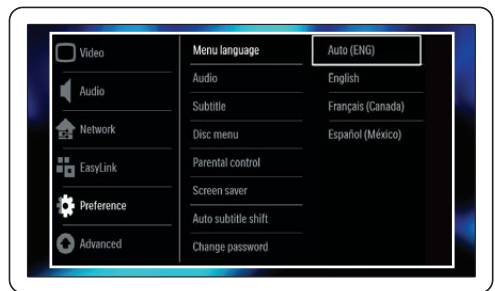 Video
Audio
Network
EasyLink
Preference
Advanced
Menu language
Audio
Subtitle
Disc menu
Parental control
Screen saver
Auto subtitle shift
Change password
Auto (ENG)
English
Français (Canada)
Español (México)